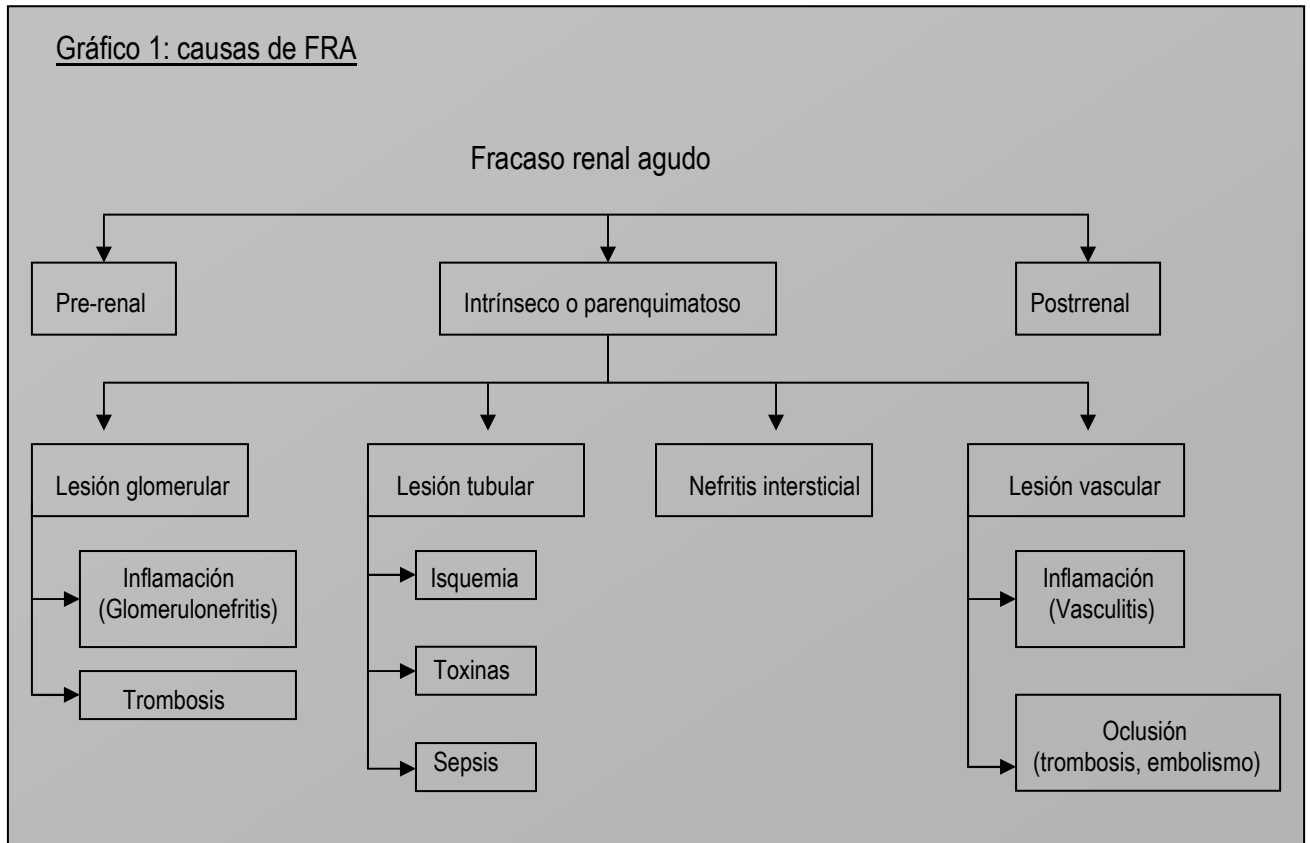 Gráfico 1: causas de FRA
Fracaso renal agudo
Pre-renal
Intrínseco o parenquimatoso
Postrrenal
Lesión glomerular
Lesión tubular
Nefritis intersticial
Lesión vascular
Inflamación
(Glomerulonefritis)
Trombosis
Isquemia
Toxinas
Sepsis
Inflamación
(Vasculitis)
Oclusión
(trombosis, embolismo)